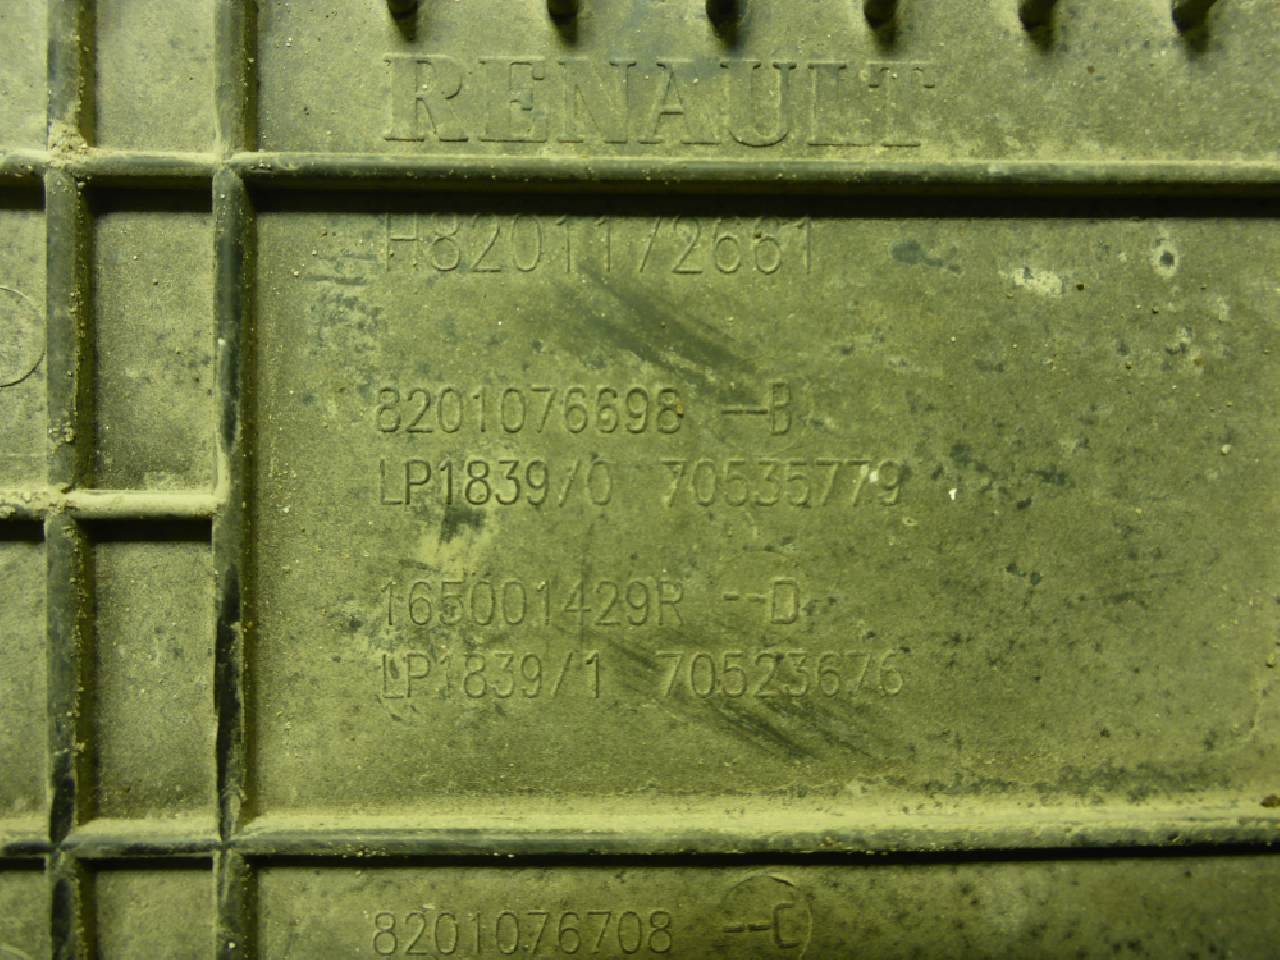 RENAULT
H8201172661
8201076698 --B
LP1839/0 70535779
165001429R --D
LP1839/1 70523676
8201076708 --C